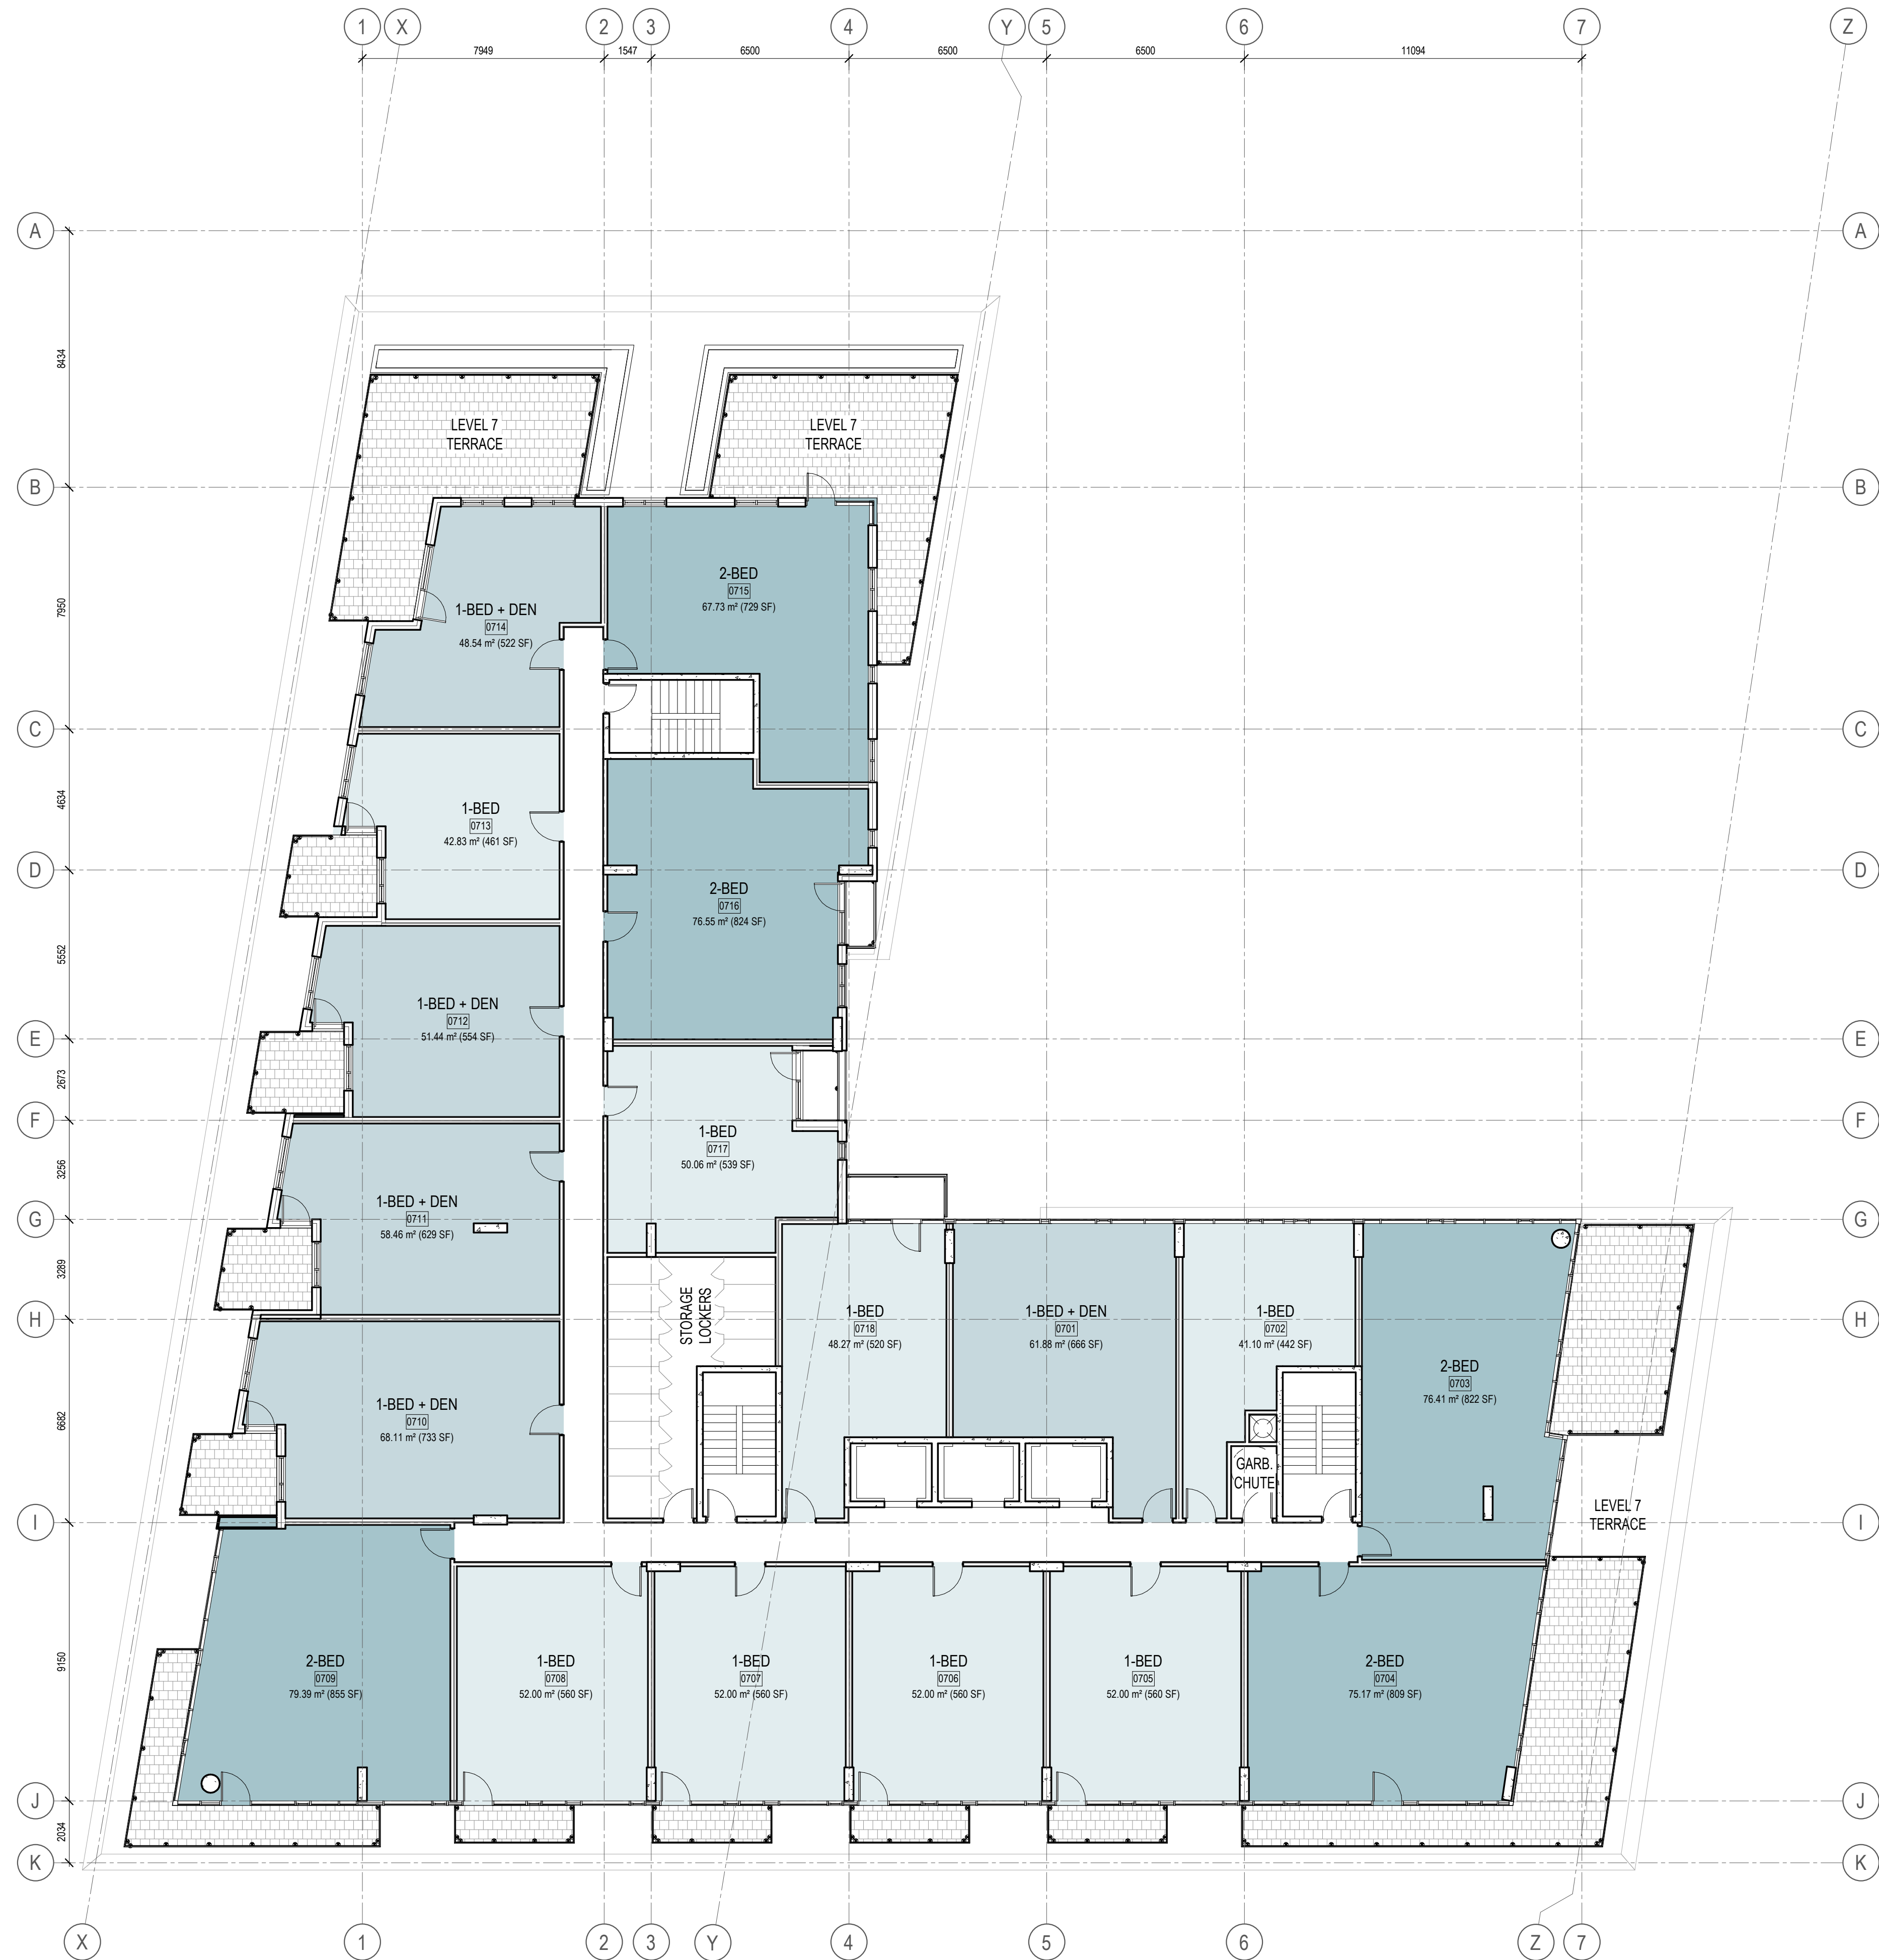 1 X 2 3 4 Y 5 6 7 Z
7949 1547 6500 6500 6500 11094
A A
8434
LEVEL 7
TERRACE
LEVEL 7
TERRACE
B B
7950
2-BED
0715
67.73 m² (729 SF)
1-BED + DEN
0714
48.54 m² (522 SF)
C C
4634
1-BED
0713
42.83 m² (461 SF)
D D
2-BED
0716
76.55 m² (824 SF)
5552
1-BED + DEN
0712
51.44 m² (554 SF)
E E
2673
F F
1-BED
0717
50.06 m² (539 SF)
3256
1-BED + DEN
0711
58.46 m² (629 SF)
G G
3289
STORAGE
LOCKERS
1-BED
0718
48.27 m² (520 SF)
1-BED + DEN
0701
61.88 m² (666 SF)
1-BED
0702
41.10 m² (442 SF)
H H
2-BED
0703
76.41 m² (822 SF)
6682
1-BED + DEN
0710
68.11 m² (733 SF)
GARB.
CHUTE
LEVEL 7
TERRACE
I I
9150
2-BED
0709
79.39 m² (855 SF)
1-BED
0708
52.00 m² (560 SF)
1-BED
0707
52.00 m² (560 SF)
1-BED
0706
52.00 m² (560 SF)
1-BED
0705
52.00 m² (560 SF)
2-BED
0704
75.17 m² (809 SF)
J J
2034
K K
X 1 2 3 Y 4 5 6 Z 7